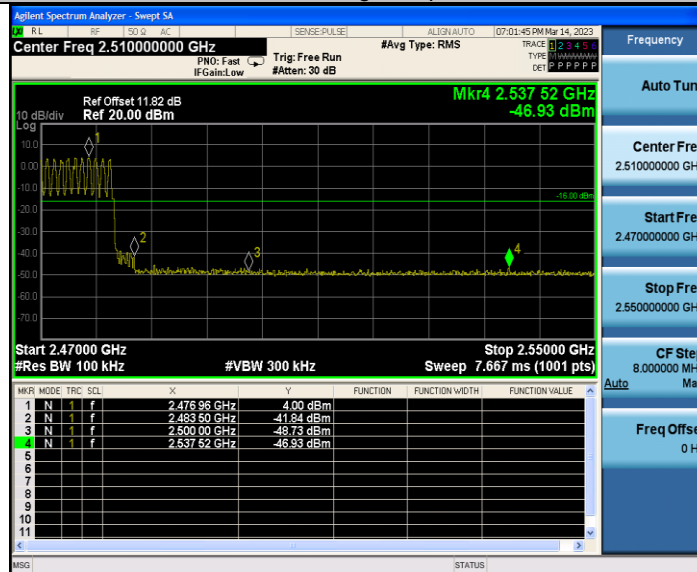 Agilent Spectrum Analyzer - Swept SA
RL RF 50 Ω AC SENSE:PULSE ALIGNAUTO 07:01:45 PM Mar 14, 2023
Center Freq 2.510000000 GHz #Avg Type: RMS TRACE 1 2 3 4 5 6
PNO: Fast Trig: Free Run TYPE
IFGain:Low #Atten: 30 dB DET P P P P P P
Mkr4 2.537 52 GHz
Ref Offset 11.82 dB
10 dB/div Ref 20.00 dBm -46.93 dBm
Log
10.0
0.00
-10.0
-20.0
-30.0
-40.0
-50.0
-60.0
-70.0
1
2
3
4
-16.00 dBm
Start 2.47000 GHz Stop 2.55000 GHz
#Res BW 100 kHz #VBW 300 kHz Sweep 7.667 ms (1001 pts)
MKR MODE TRC SCL X Y FUNCTION FUNCTION WIDTH FUNCTION VALUE
1 N 1 f 2.476 96 GHz 4.00 dBm
2 N 1 f 2.483 50 GHz -41.84 dBm
3 N 1 f 2.500 00 GHz -48.73 dBm
4 N 1 f 2.537 52 GHz -46.93 dBm
5
6
7
8
9
10
11
MSG STATUS
Frequency
Auto Tun
Center Fre
2.510000000 GH
Start Fre
2.470000000 GH
Stop Fre
2.550000000 GH
CF Ste
8.000000 MH
Auto Ma
Freq Offse
0 H